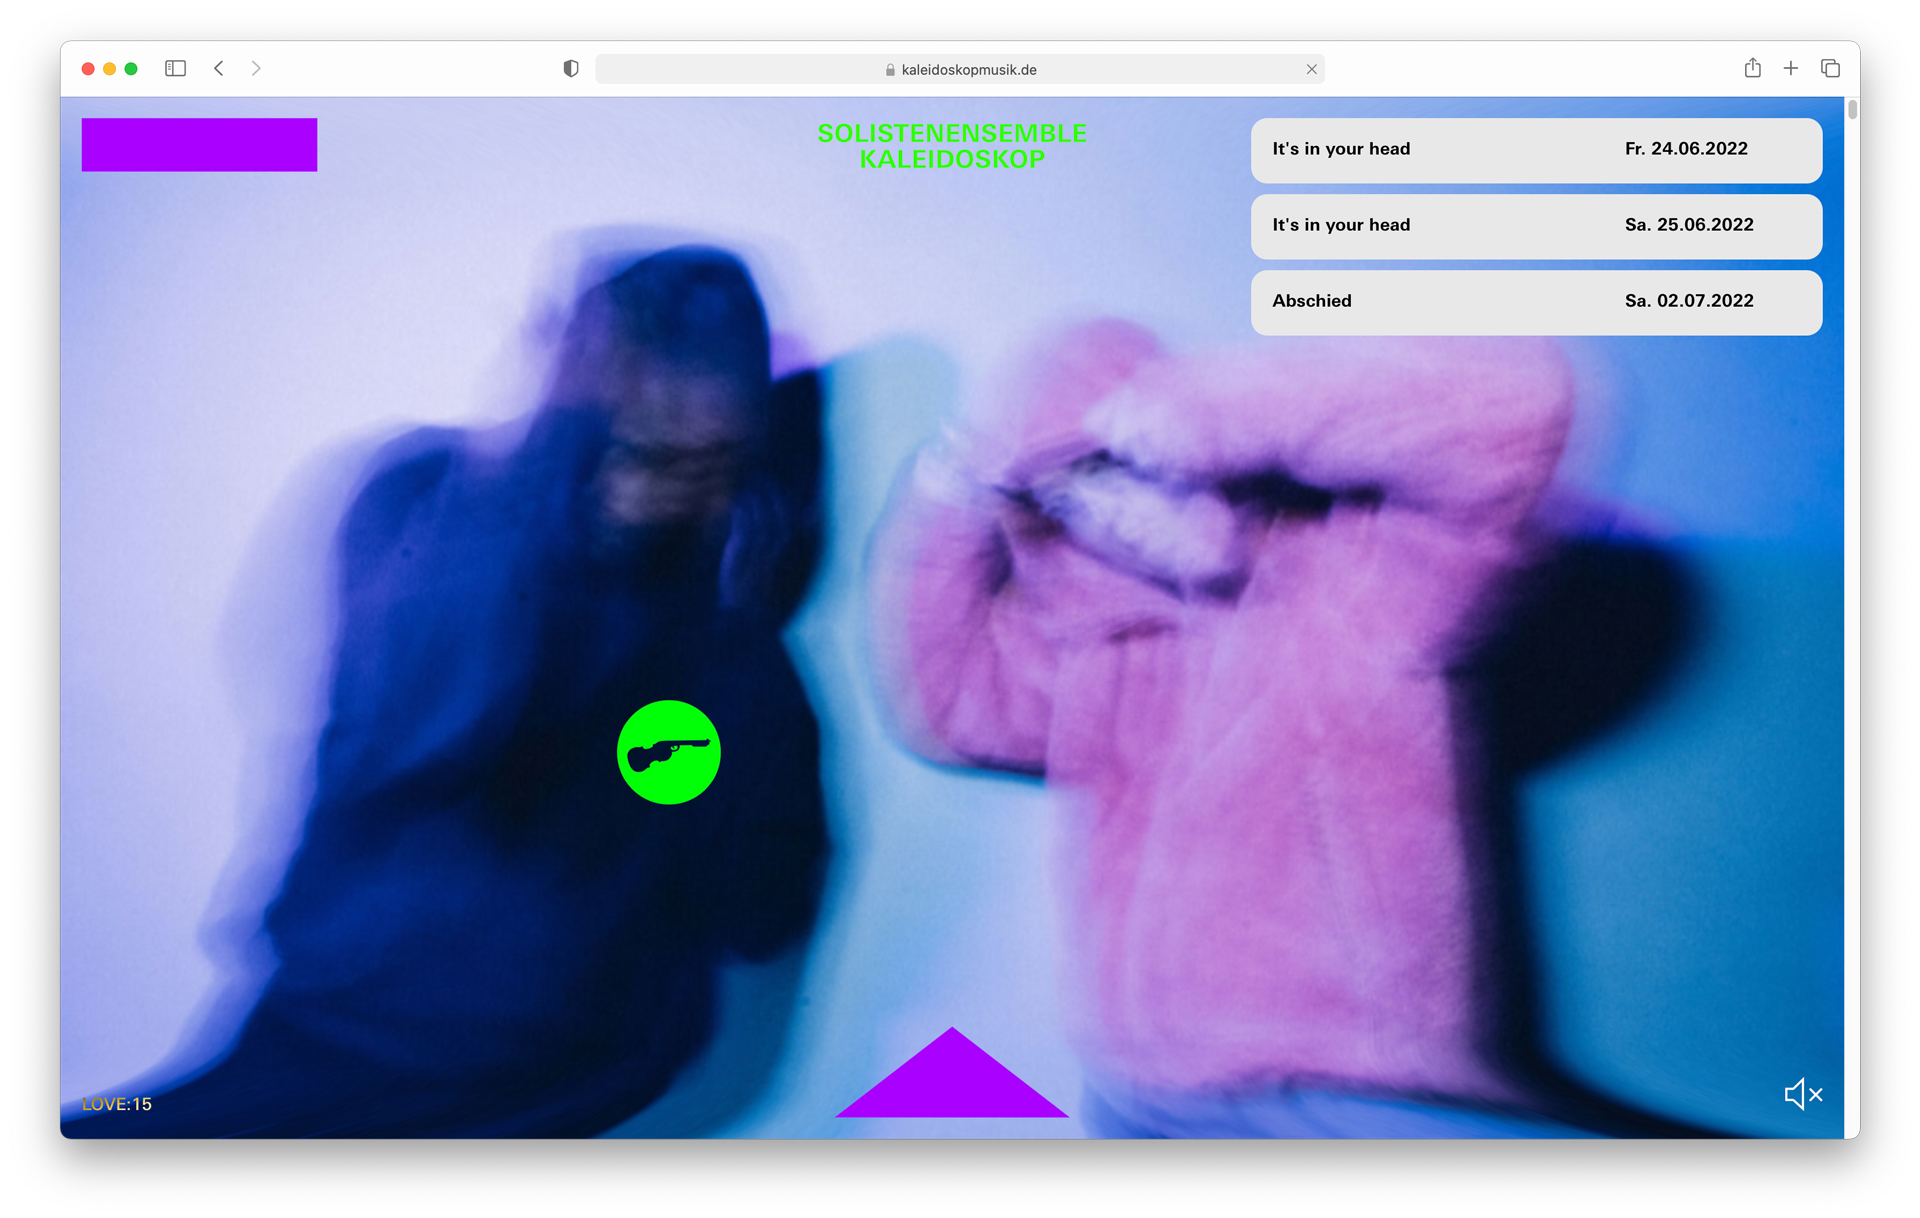 kaleidoskopmusik.de
SOLISTENENSEMBLE
KALEIDOSKOP
It's in your head Fr. 24.06.2022
It's in your head Sa. 25.06.2022
Abschied Sa. 02.07.2022
LOVE:15